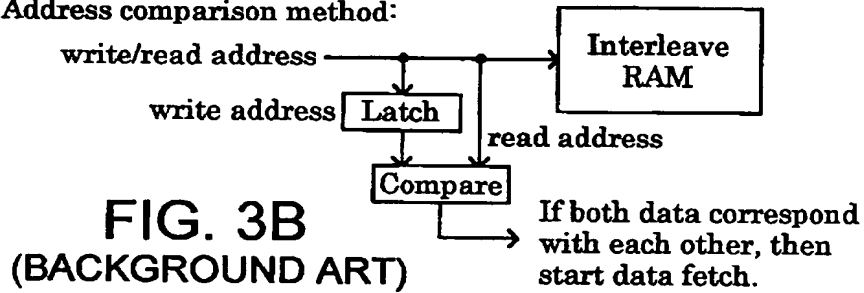 Address comparison method:
write/read address
Interleave
RAM
write address
Latch
read address
Compare
If both data correspond
with each other, then
start data fetch.
FIG. 3B
(BACKGROUND ART)